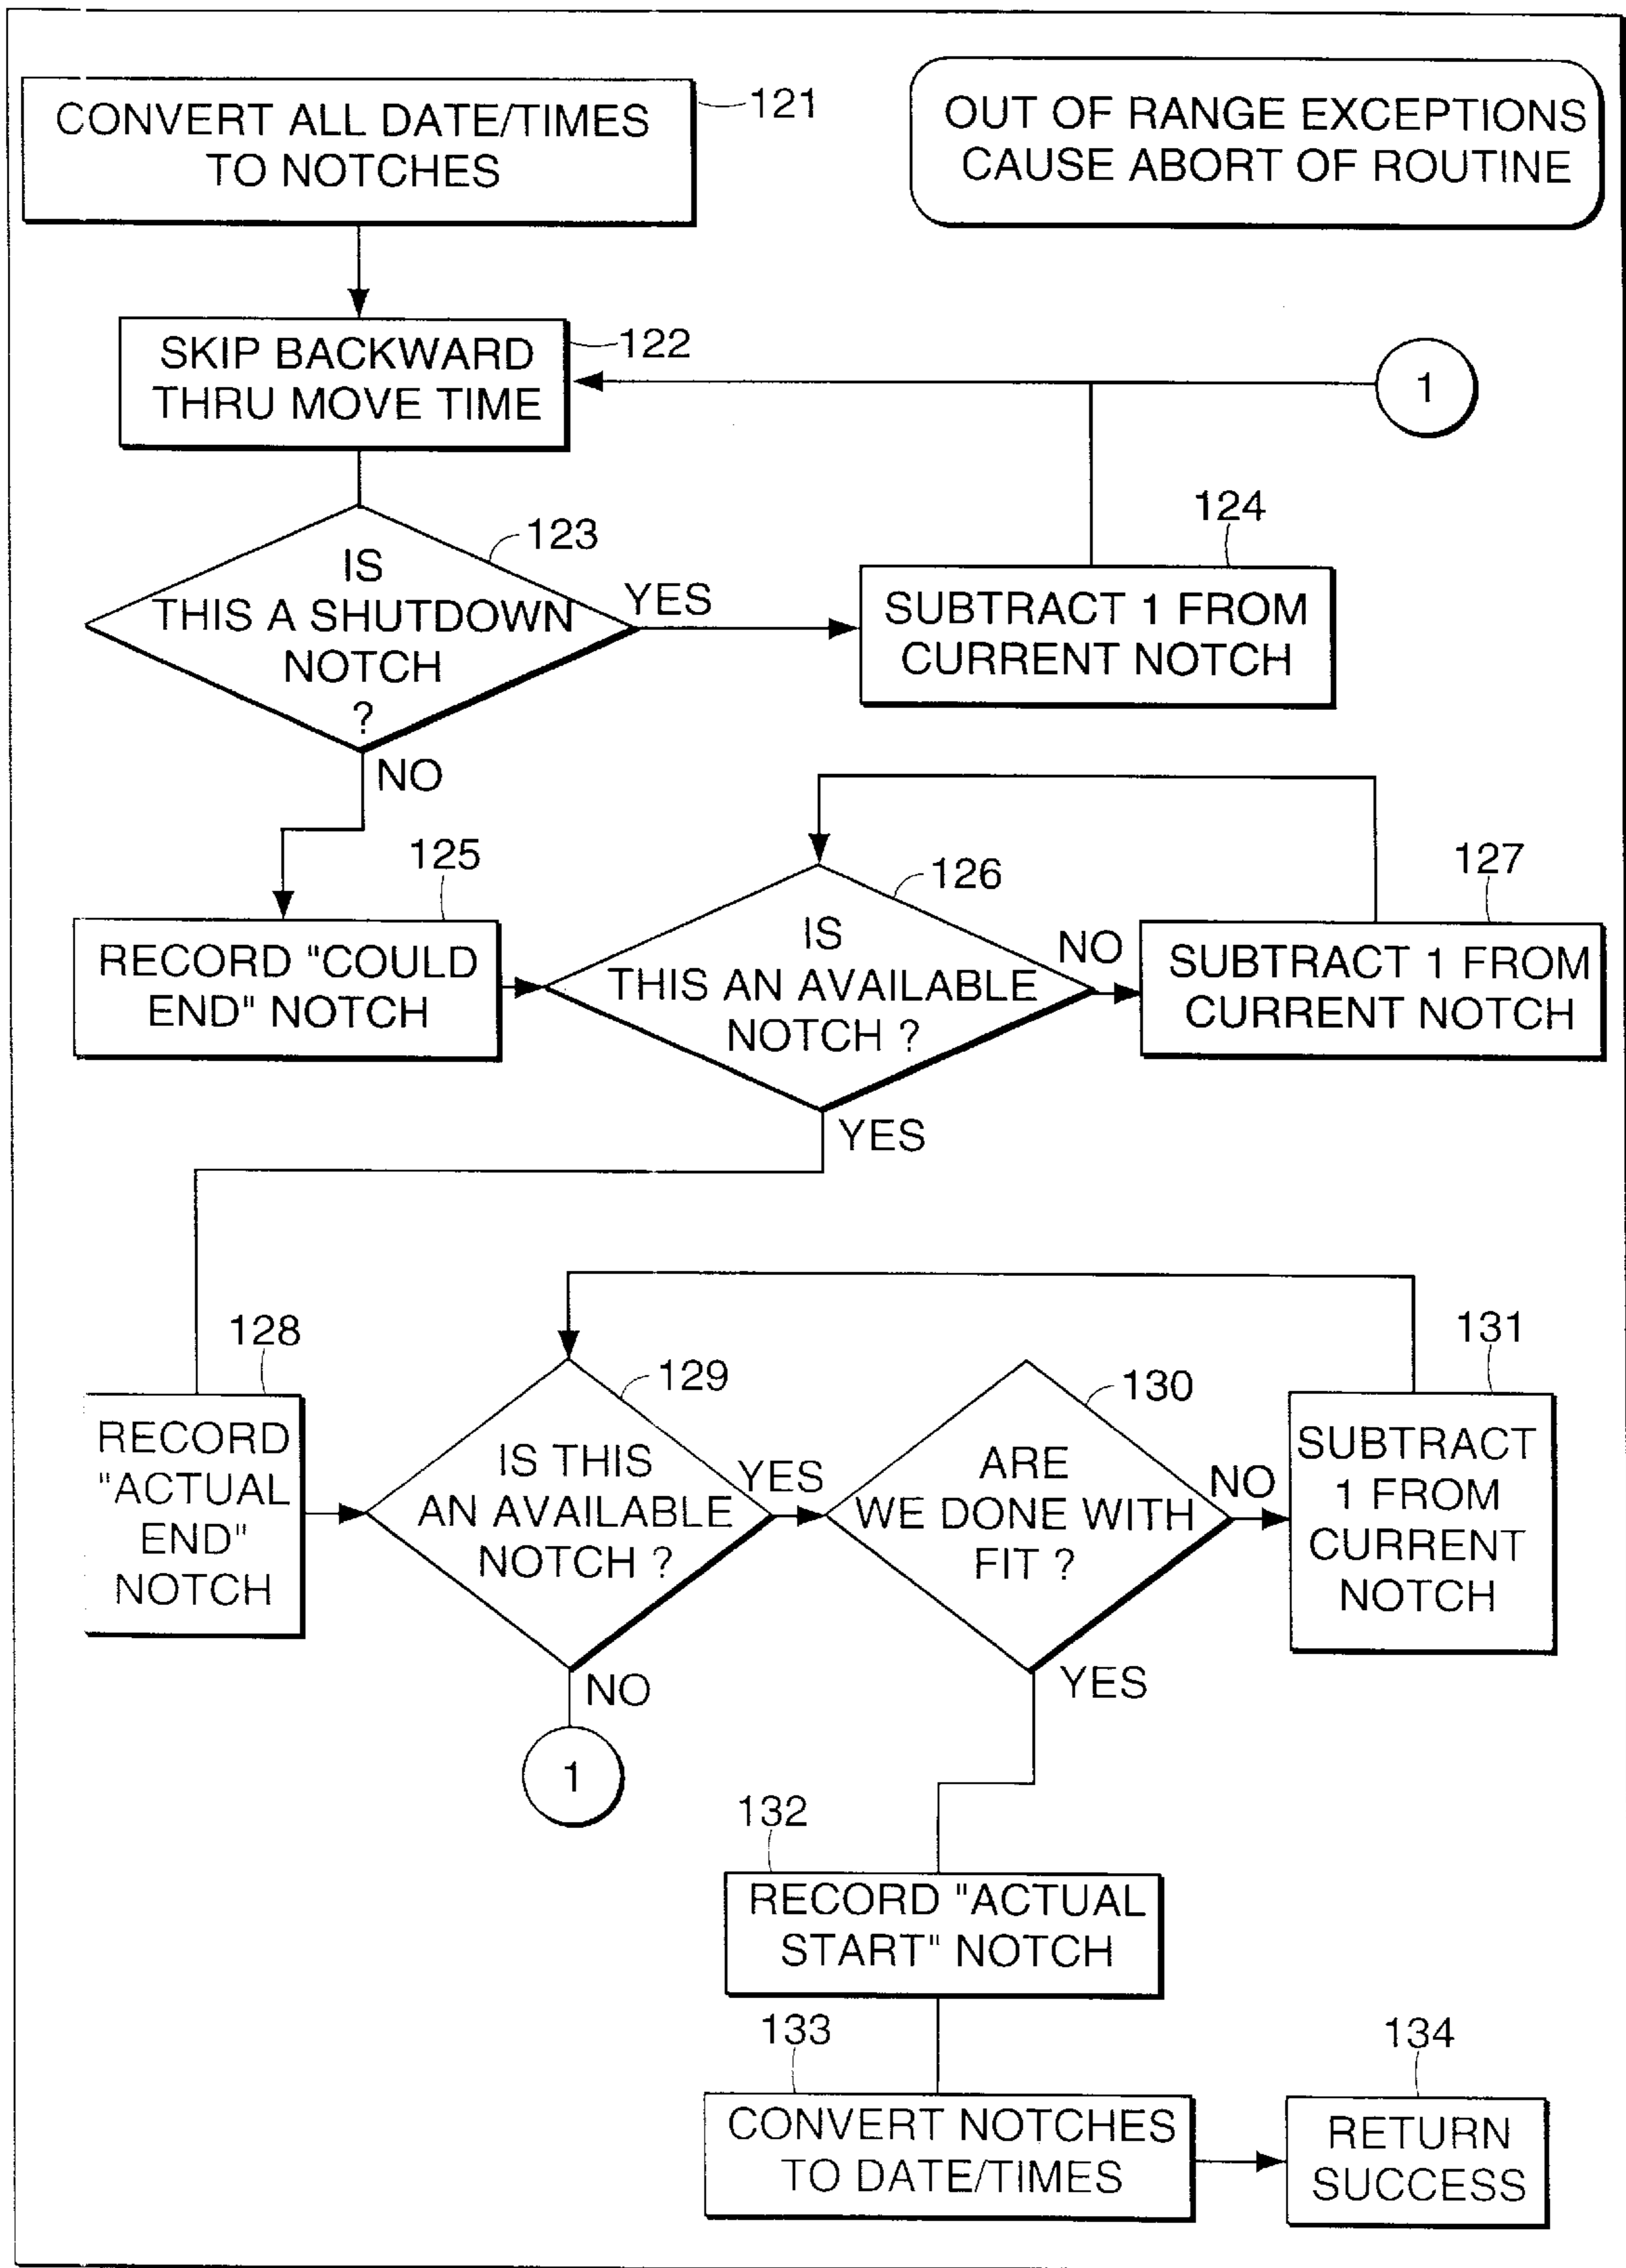 CONVERT ALL DATE/TIMES
TO NOTCHES
121
OUT OF RANGE EXCEPTIONS
CAUSE ABORT OF ROUTINE
SKIP BACKWARD
THRU MOVE TIME
122
1
123
IS
THIS A SHUTDOWN
NOTCH
?
YES
NO
124
SUBTRACT 1 FROM
CURRENT NOTCH
125
RECORD "COULD
END" NOTCH
126
IS
THIS AN AVAILABLE
NOTCH ?
NO
YES
127
SUBTRACT 1 FROM
CURRENT NOTCH
128
RECORD
"ACTUAL
END"
NOTCH
129
IS THIS
AN AVAILABLE
NOTCH ?
YES
NO
1
130
ARE
WE DONE WITH
FIT ?
NO
YES
131
SUBTRACT
1 FROM
CURRENT
NOTCH
132
RECORD "ACTUAL
START" NOTCH
133
CONVERT NOTCHES
TO DATE/TIMES
134
RETURN
SUCCESS